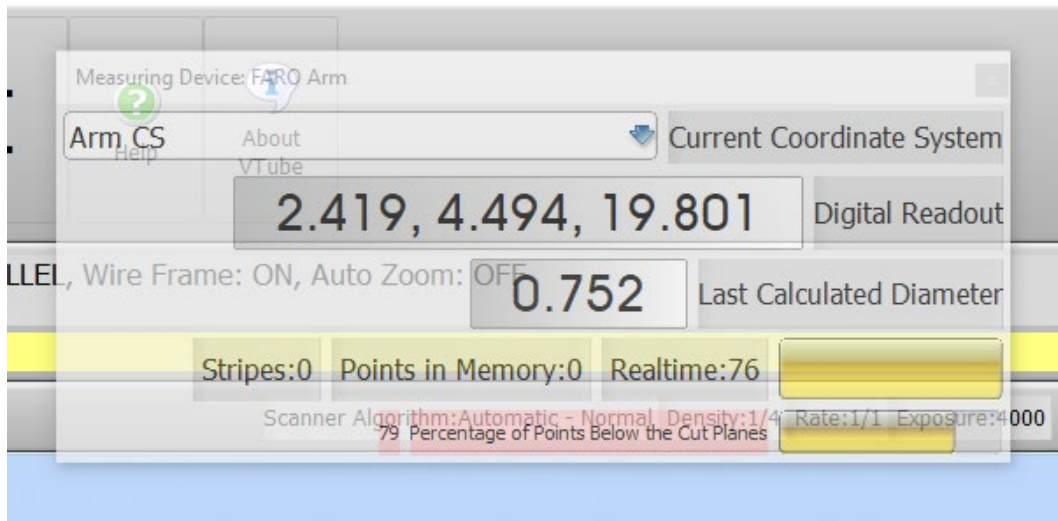 Measuring Device: FARO Arm
Help
About
VTube
Arm CS
Current Coordinate System
2.419, 4.494, 19.801
Digital Readout
LLEL, Wire Frame: ON, Auto Zoom: OFF
0.752
Last Calculated Diameter
Stripes:0 Points in Memory:0 Realtime:76
Scanner Algorithm:Automatic - Normal Density:1/4 Rate:1/1 Exposure:4000
79 Percentage of Points Below the Cut Planes